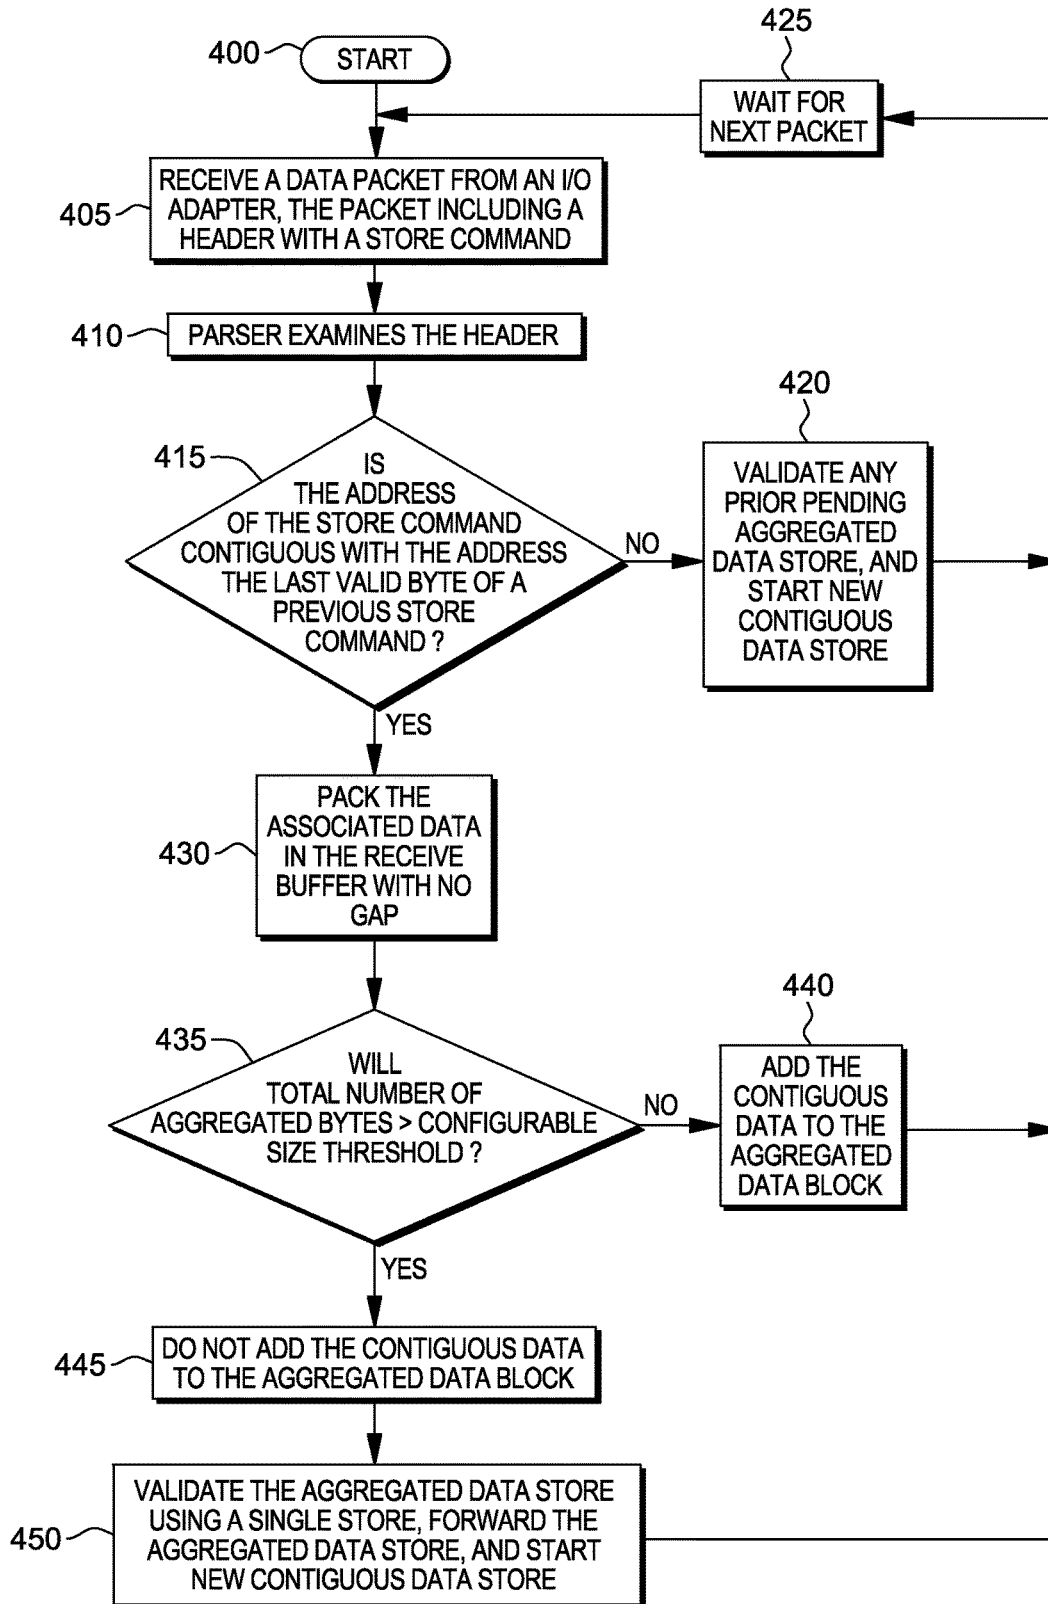 400
START
425
WAIT FOR
NEXT PACKET
405
RECEIVE A DATA PACKET FROM AN I/O
ADAPTER, THE PACKET INCLUDING A
HEADER WITH A STORE COMMAND
410
PARSER EXAMINES THE HEADER
415
IS
THE ADDRESS
OF THE STORE COMMAND
CONTIGUOUS WITH THE ADDRESS
THE LAST VALID BYTE OF A
PREVIOUS STORE
COMMAND ?
NO
420
VALIDATE ANY
PRIOR PENDING
AGGREGATED
DATA STORE, AND
START NEW
CONTIGUOUS
DATA STORE
YES
430
PACK THE
ASSOCIATED DATA
IN THE RECEIVE
BUFFER WITH NO
GAP
435
WILL
TOTAL NUMBER OF
AGGREGATED BYTES > CONFIGURABLE
SIZE THRESHOLD ?
NO
440
ADD THE
CONTIGUOUS
DATA TO THE
AGGREGATED
DATA BLOCK
YES
445
DO NOT ADD THE CONTIGUOUS DATA
TO THE AGGREGATED DATA BLOCK
450
VALIDATE THE AGGREGATED DATA STORE
USING A SINGLE STORE, FORWARD THE
AGGREGATED DATA STORE, AND START
NEW CONTIGUOUS DATA STORE